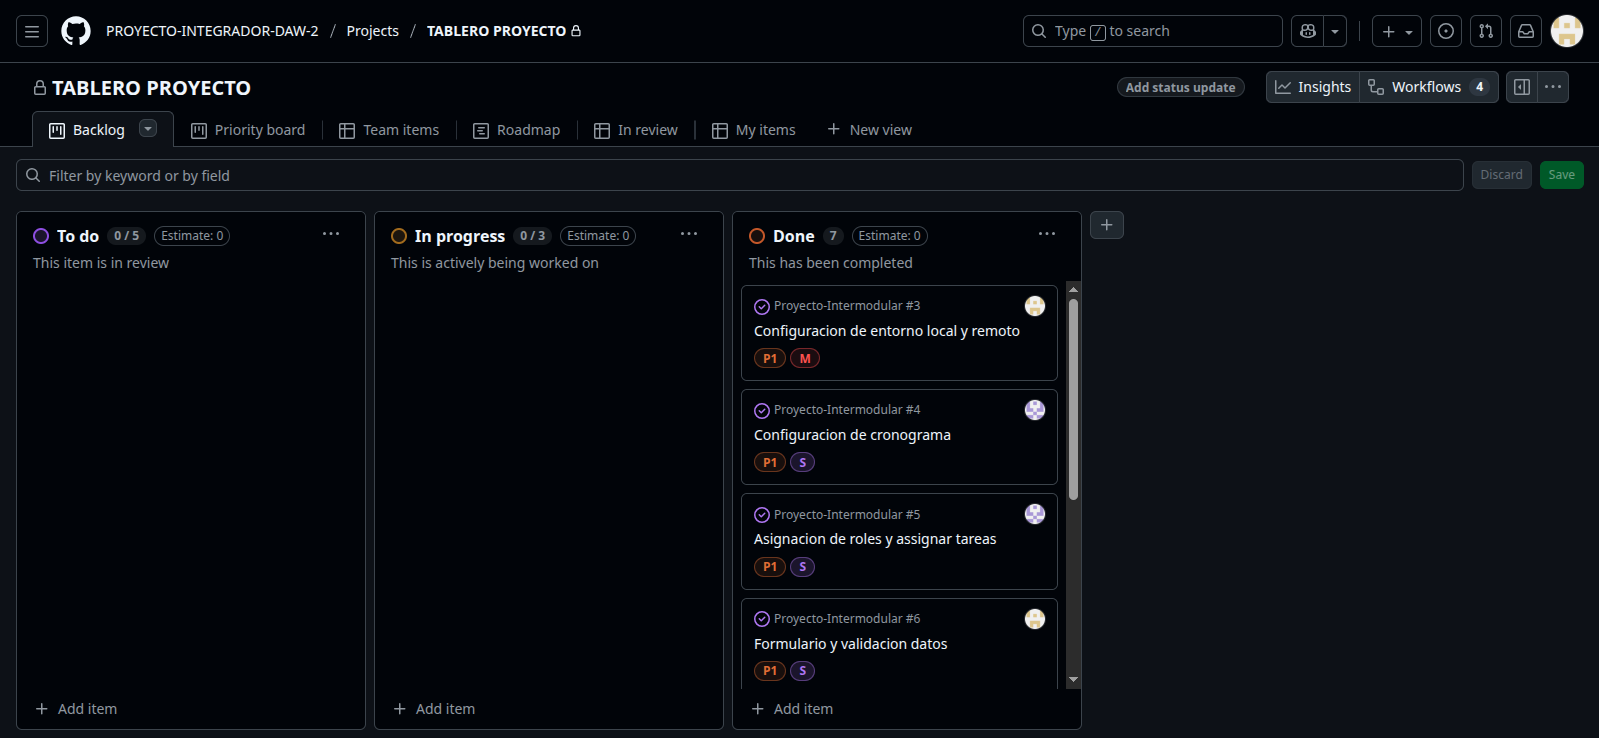 PROYECTO-INTEGRADOR-DAW-2 / Projects / TABLERO PROYECTO
Type / to search
TABLERO PROYECTO
Add status update
Insights
Workflows 4
Backlog
Priority board
Team items
Roadmap
In review
My items
New view
Filter by keyword or by field
Discard
Save
To do 0 / 5 Estimate: 0
This item is in review
Add item
In progress 0 / 3 Estimate: 0
This is actively being worked on
Add item
Done 7 Estimate: 0
This has been completed
Proyecto-Intermodular #3
Configuracion de entorno local y remoto
P1 M
Proyecto-Intermodular #4
Configuracion de cronograma
P1 S
Proyecto-Intermodular #5
Asignacion de roles y assignar tareas
P1 S
Proyecto-Intermodular #6
Formulario y validacion datos
P1 S
Add item